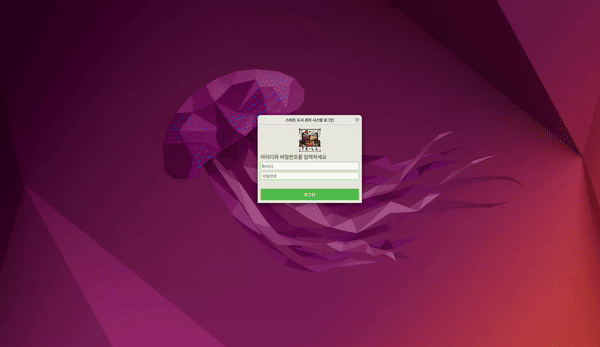 스마트 도서 관리 시스템 로그인
아이디와 비밀번호를 입력하세요
아이디
비밀번호
로그인